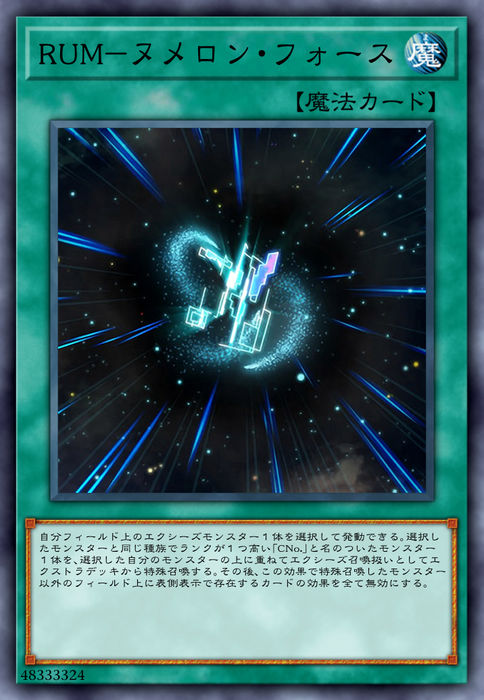 RUM－ヌメロン・フォース
魔
【魔法カード】
自分フィールド上のエクシーズモンスター１体を選択して発動できる。選択し
たモンスターと同じ種族でランクが１つ高い「CNo.」と名のついたモンスター
１体を、選択した自分のモンスターの上に重ねてエクシーズ召喚扱いとしてエ
クストラデッキから特殊召喚する。その後、この効果で特殊召喚したモンスター
以外のフィールド上に表側表示で存在するカードの効果を全て無効にする。
48333324